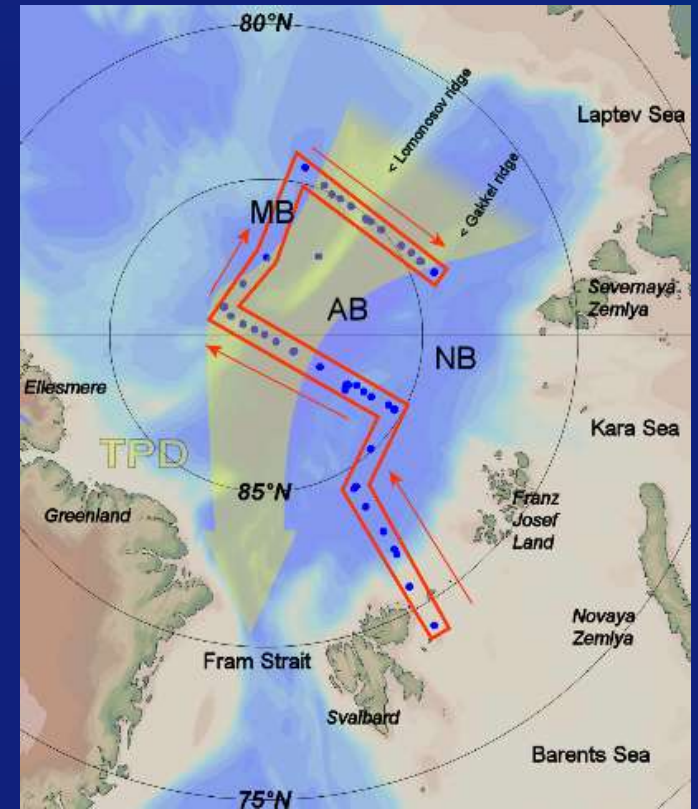 80°N
Laptev Sea
< Lomonosov ridge
< Gakkel ridge
MB
Severnaya
Zemlya
AB
NB
Ellesmere
Kara Sea
TPD
85°N
Franz
Josef
Land
Greenland
Novaya
Zemlya
Fram Strait
Svalbard
Barents Sea
75°N